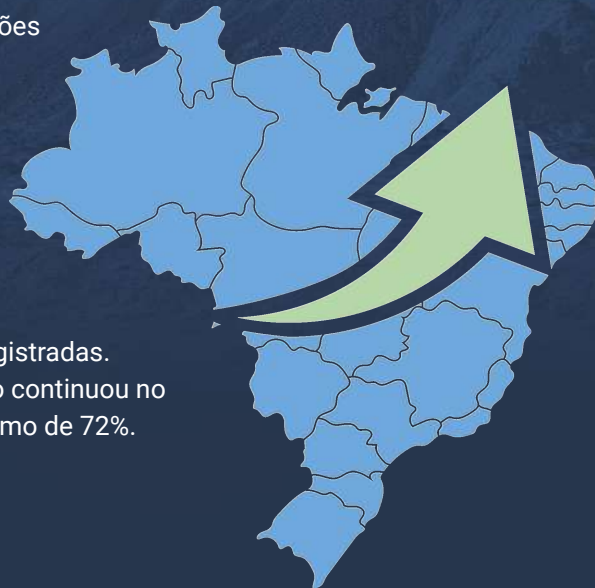 ões
gistradas.
o continuou no
mo de 72%.